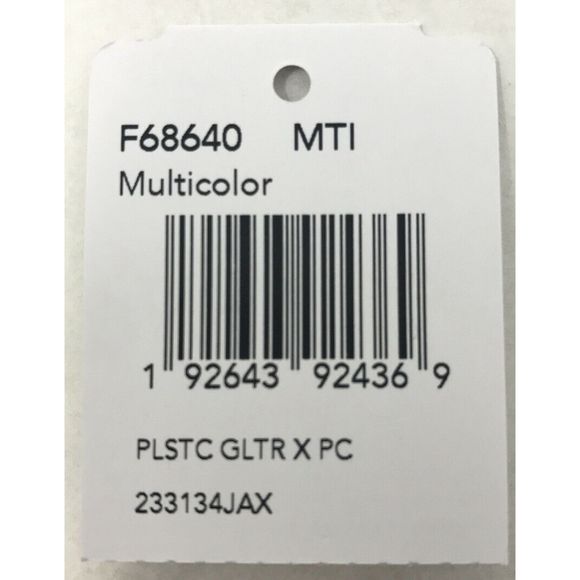 F68640 MTI
Multicolor
1 92643 92436 9
PLSTC GLTR X PC
233134JAX